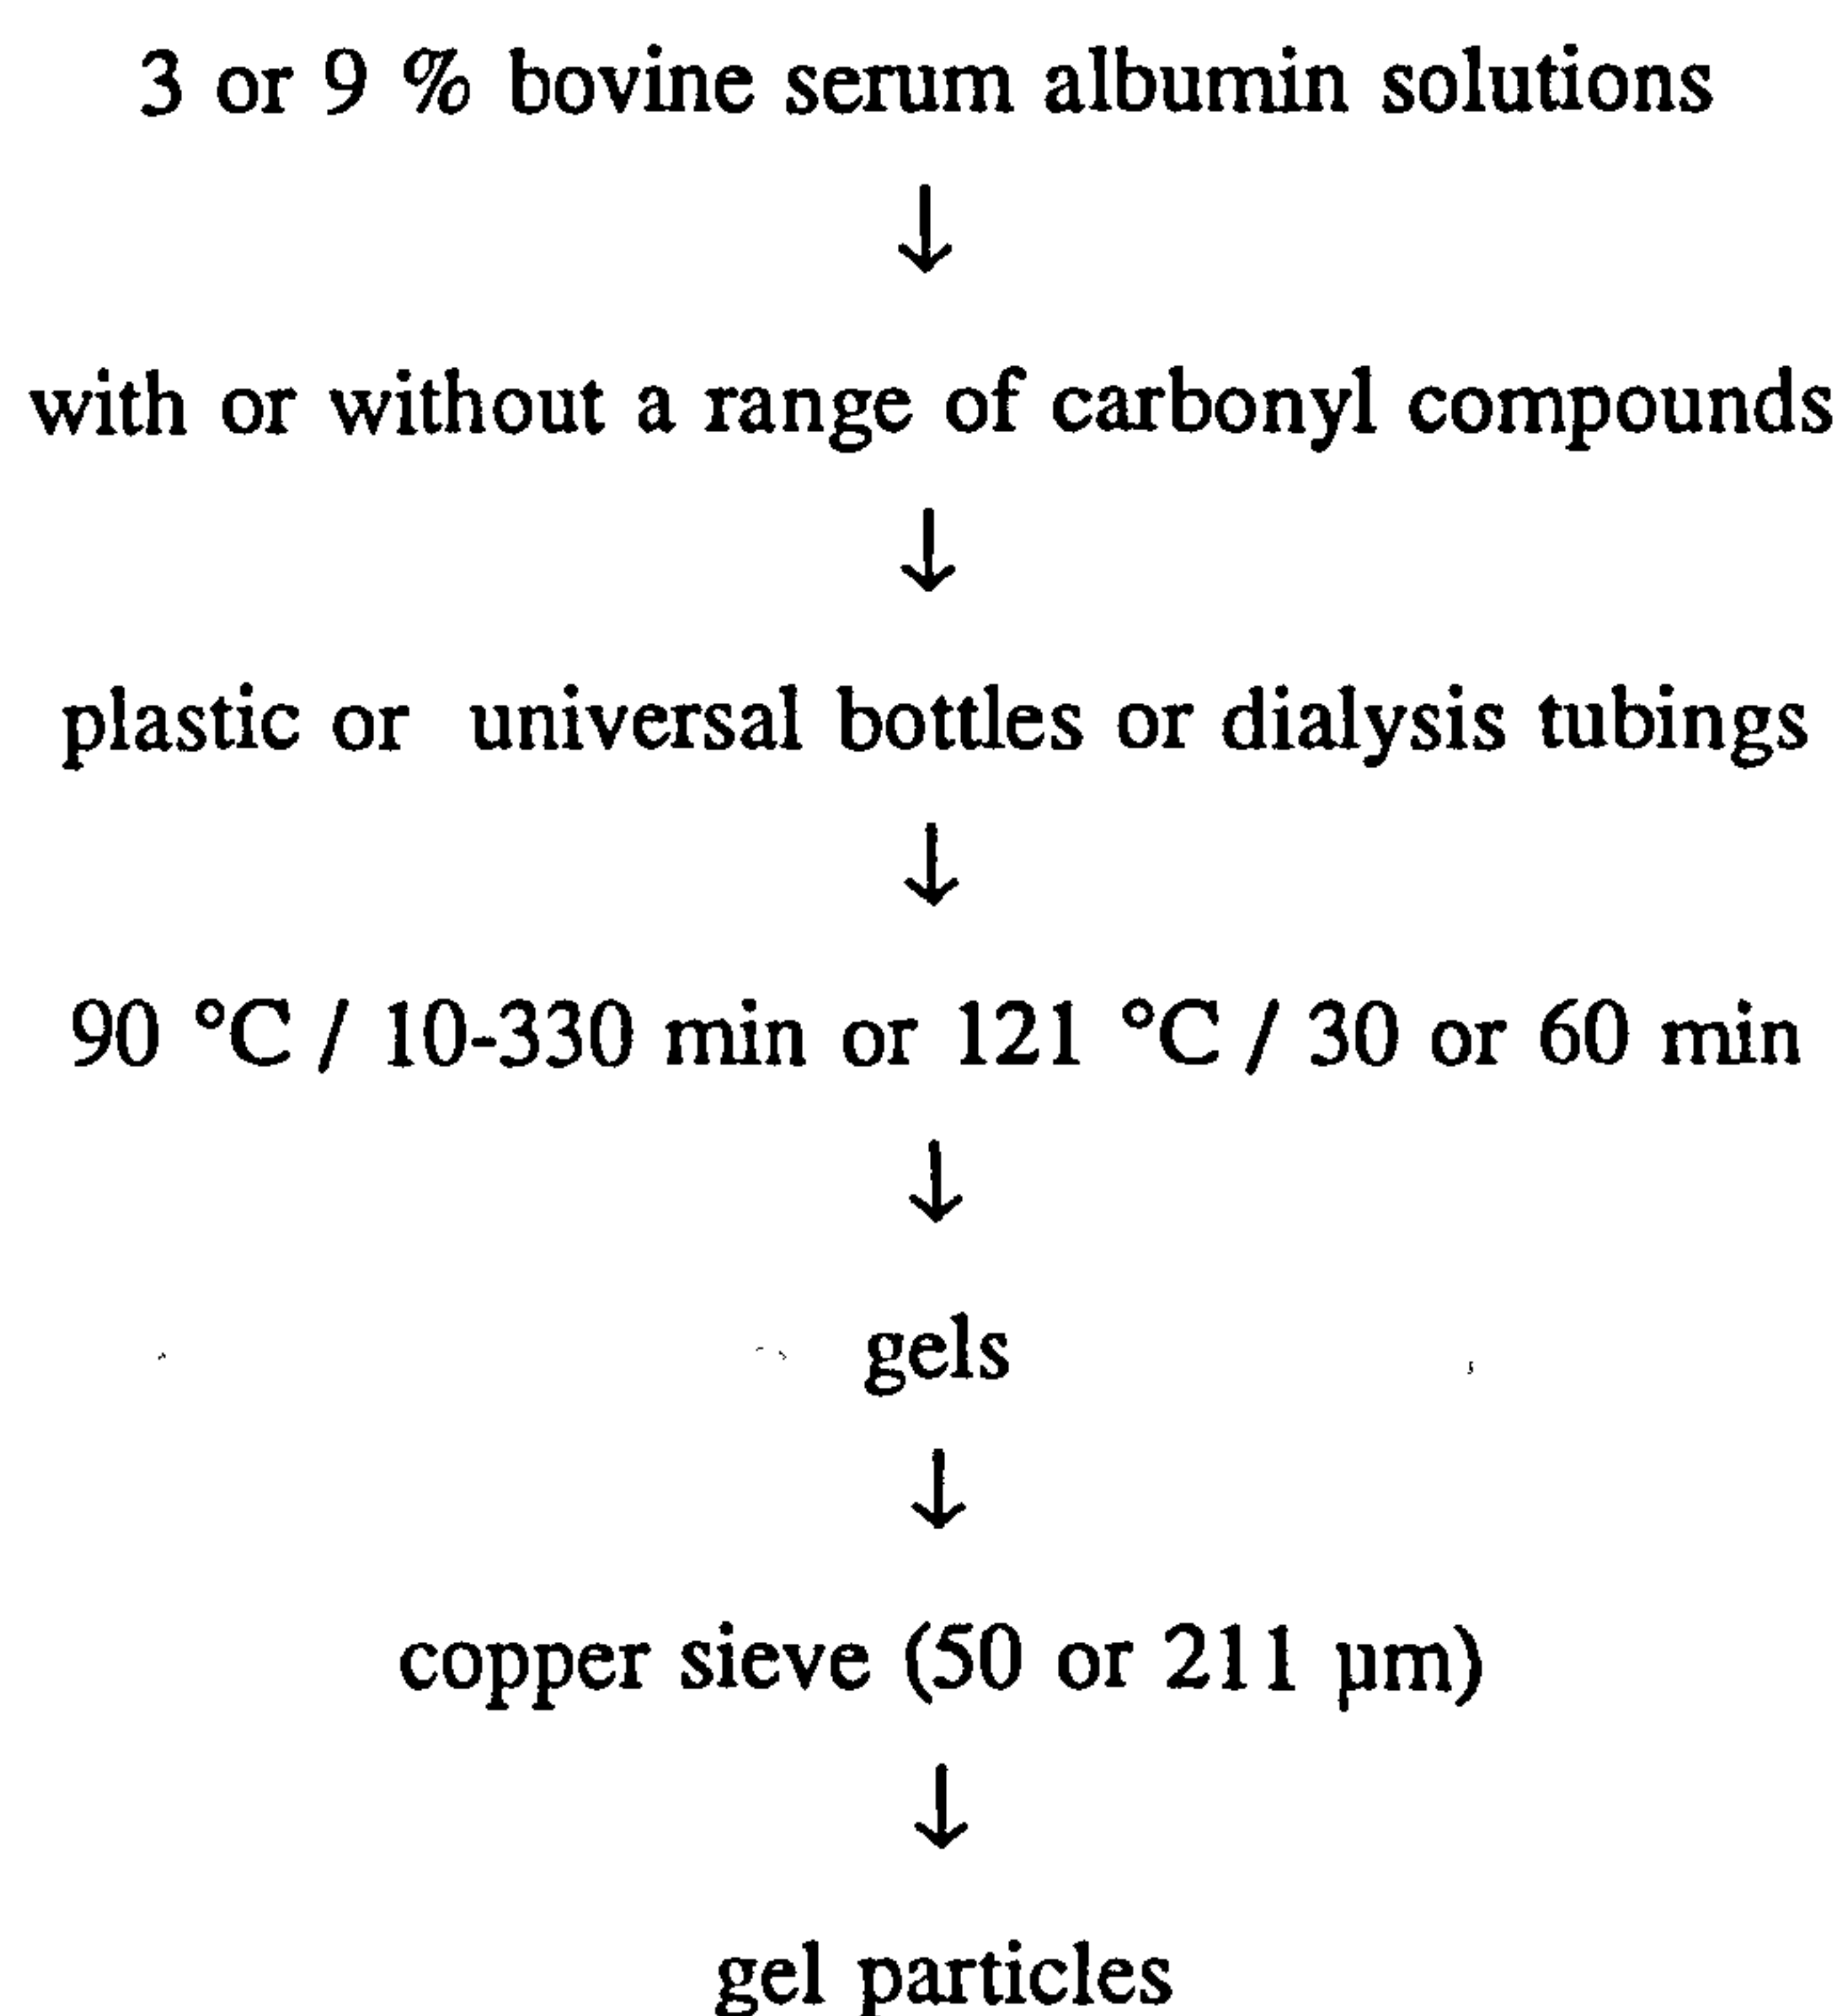 3 or 9 % bovine serum albumin solutions
↓
with or without a range of carbonyl compounds
↓
plastic or universal bottles or dialysis tubings
↓
90 °C / 10-330 min or 121 °C / 30 or 60 min
↓
gels
↓
copper sieve (50 or 211 µm)
↓
gel particles